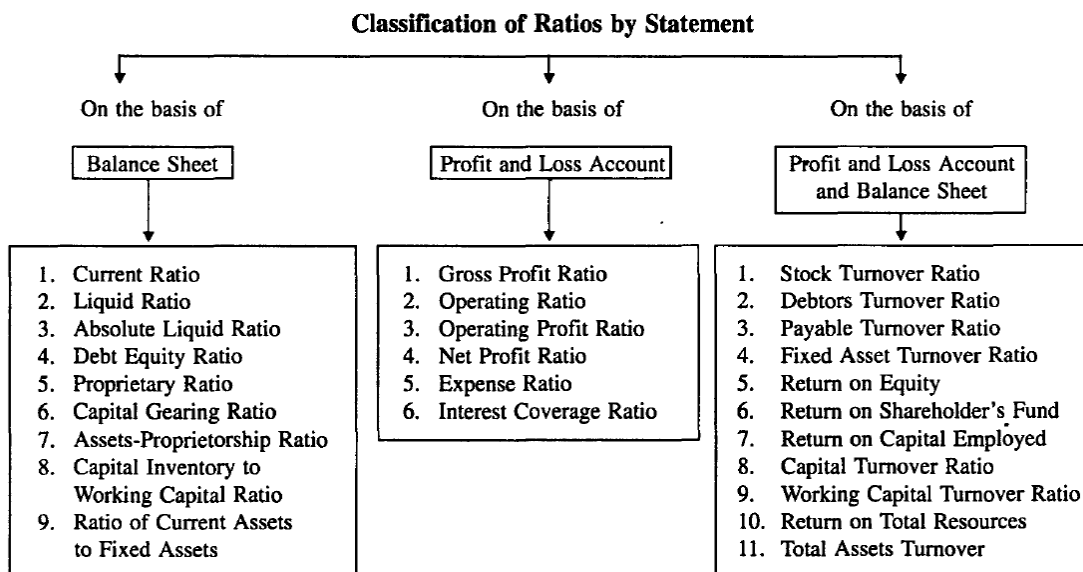 Classification of Ratios by Statement
On the basis of
Balance Sheet
1. Current Ratio
2. Liquid Ratio
3. Absolute Liquid Ratio
4. Debt Equity Ratio
5. Proprietary Ratio
6. Capital Gearing Ratio
7. Assets-Proprietorship Ratio
8. Capital Inventory to
Working Capital Ratio
9. Ratio of Current Assets
to Fixed Assets
On the basis of
Profit and Loss Account
1. Gross Profit Ratio
2. Operating Ratio
3. Operating Profit Ratio
4. Net Profit Ratio
5. Expense Ratio
6. Interest Coverage Ratio
On the basis of
Profit and Loss Account
and Balance Sheet
1. Stock Turnover Ratio
2. Debtors Turnover Ratio
3. Payable Turnover Ratio
4. Fixed Asset Turnover Ratio
5. Return on Equity
6. Return on Shareholder's Fund
7. Return on Capital Employed
8. Capital Turnover Ratio
9. Working Capital Turnover Ratio
10. Return on Total Resources
11. Total Assets Turnover